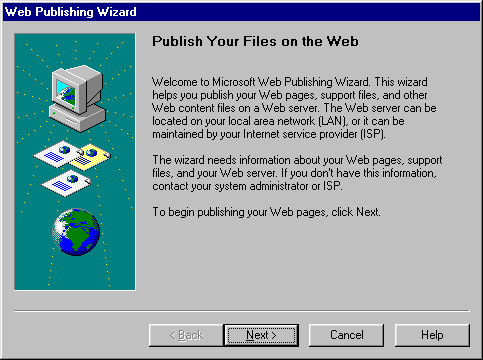 Web Publishing Wizard
Publish Your Files on the Web
Welcome to Microsoft Web Publishing Wizard. This wizard
helps you publish your Web pages, support files, and other
Web content files on a Web server. The Web server can be
located on your local area network (LAN), or it can be
maintained by your Internet service provider (ISP).
The wizard needs information about your Web pages, support
files, and your Web server. If you don't have this information,
contact your system administrator or ISP.
To begin publishing your Web pages, click Next.
< Back Next > Cancel Help